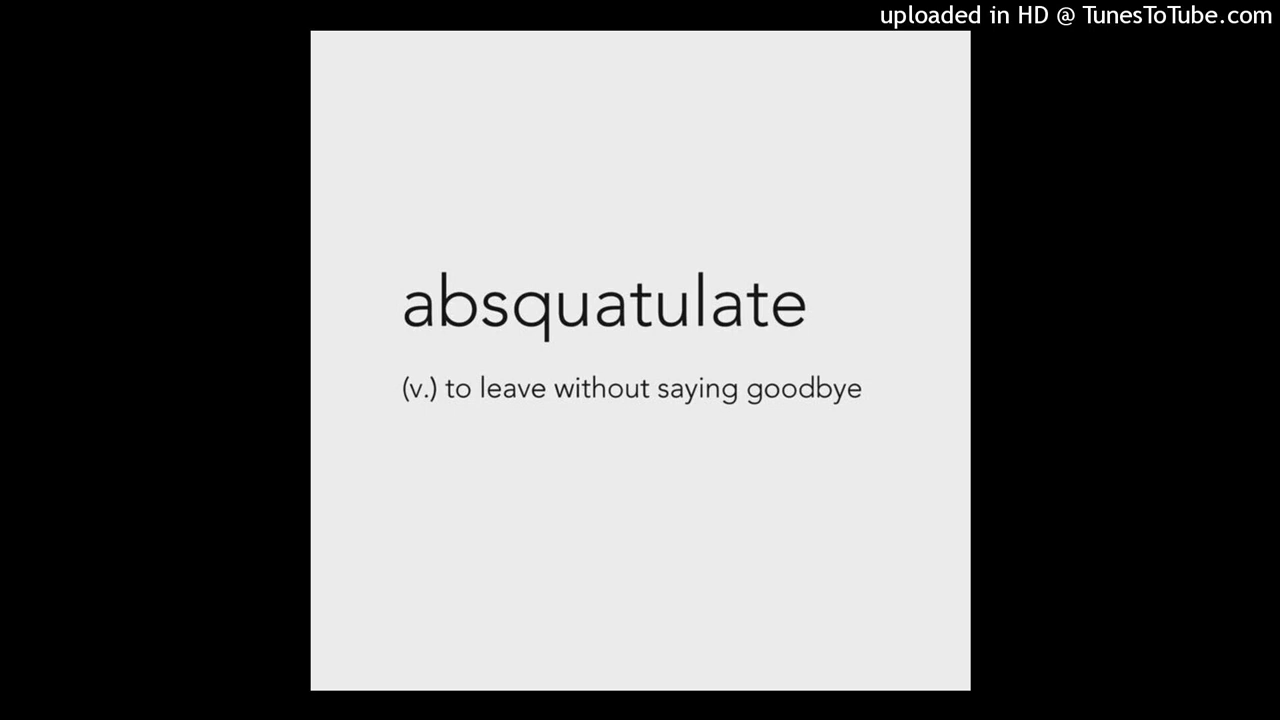 uploaded in HD @ TunesToTube.com
absquatulate
(v.) to leave without saying goodbye